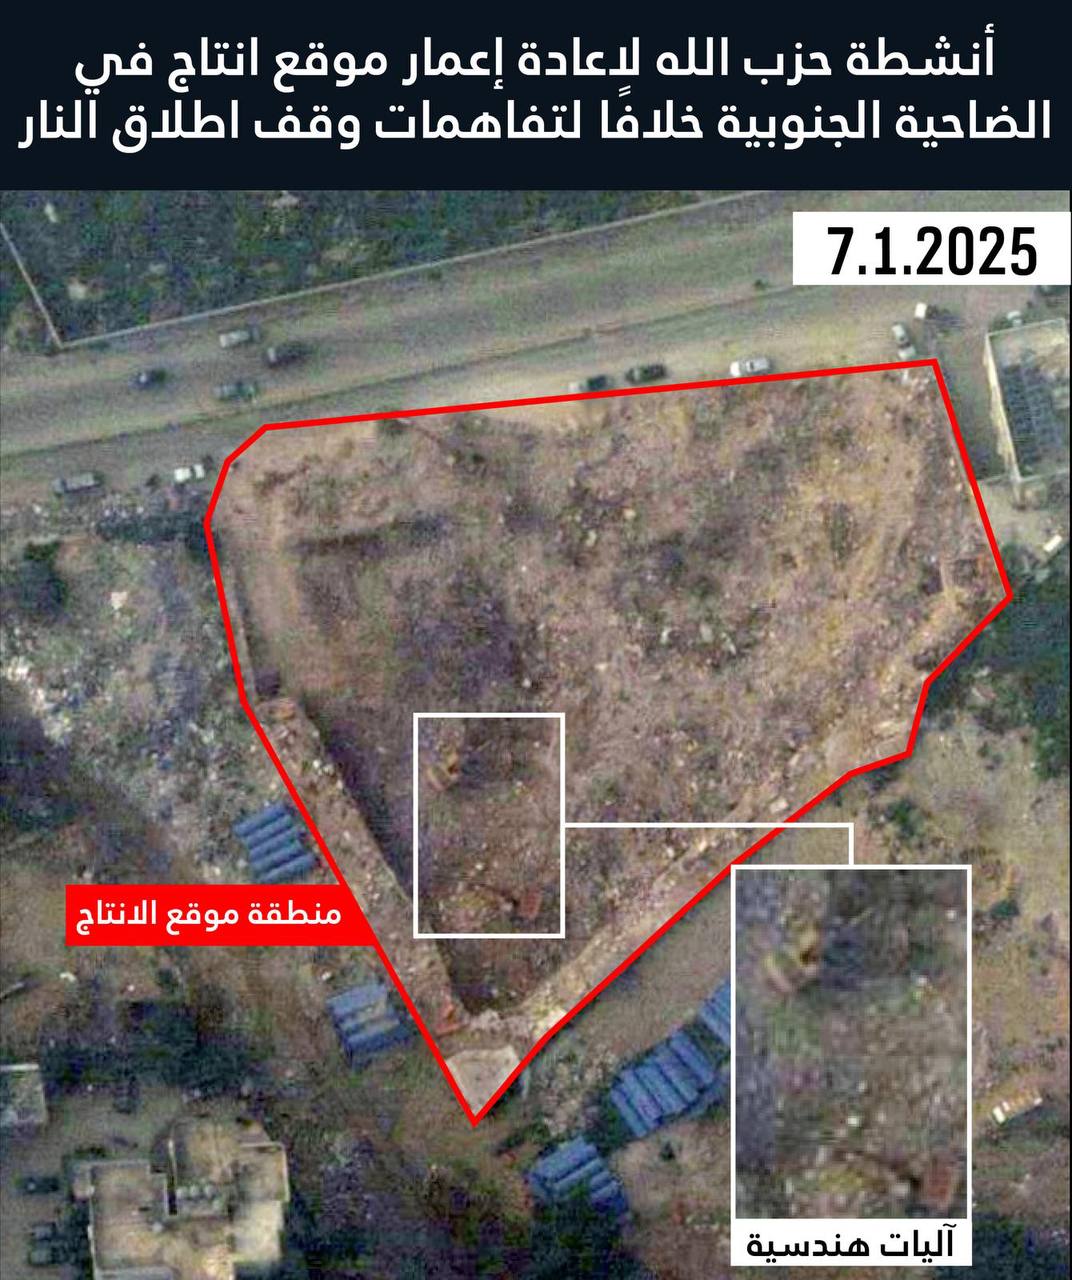 أنشطة حزب الله لاعادة إعمار موقع انتاج في
الضاحية الجنوبية خلافًا لتفاهمات وقف اطلاق النار
7.1.2025
منطقة موقع الانتاج
آليات هندسية